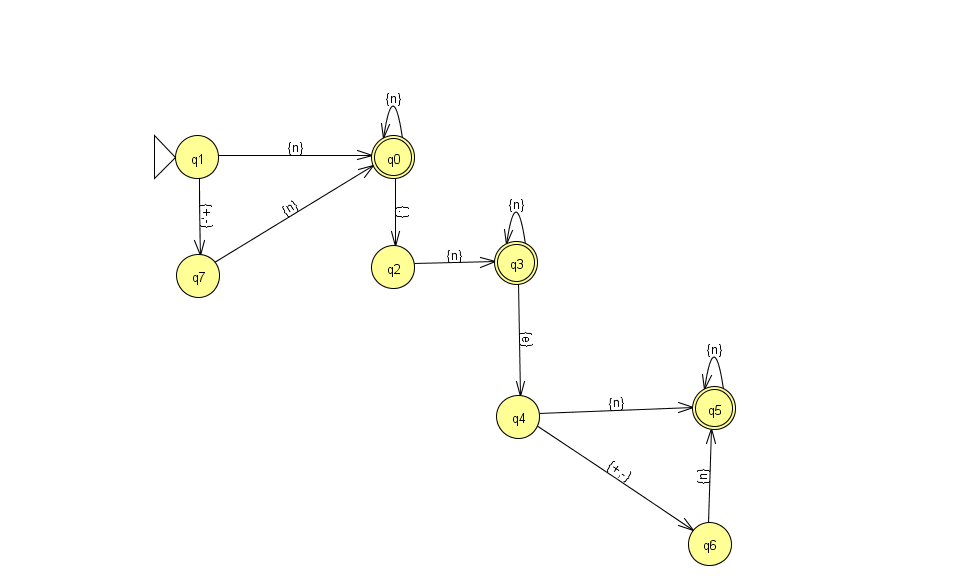 {n}
q1
{n}
q0
{+,-}
{n}
{.}
{n}
q7
q2
{n}
q3
{e}
{n}
q4
{n}
q5
{+,-}
{n}
q6